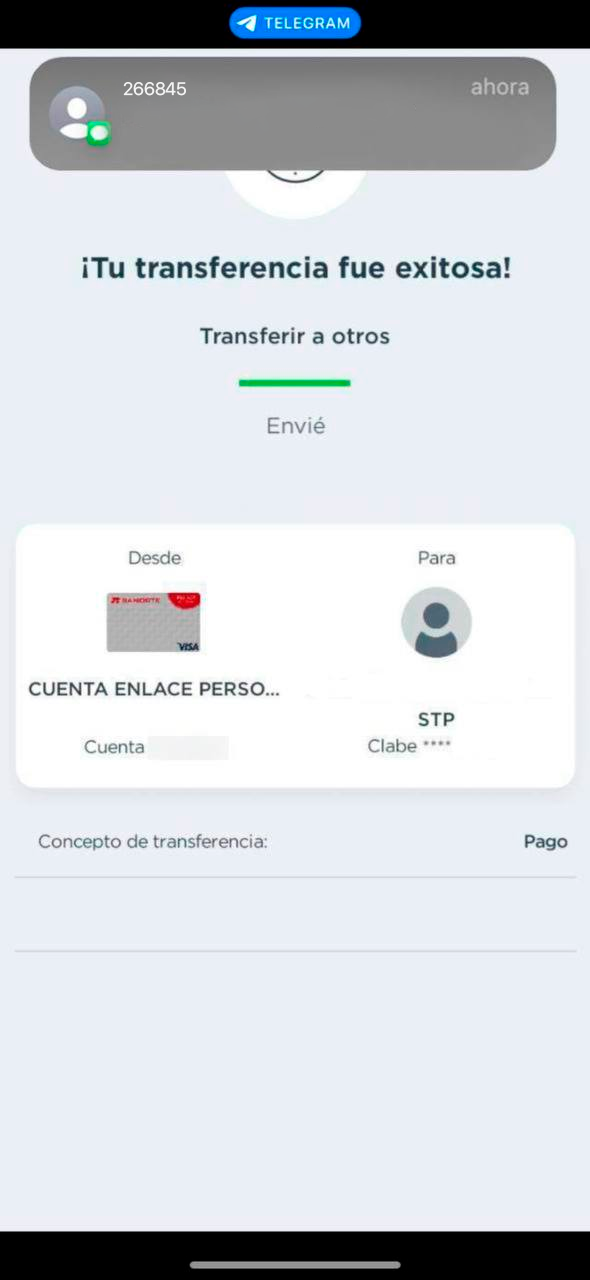 TELEGRAM
266845
ahora
¡Tu transferencia fue exitosa!
Transferir a otros
Envié
Desde
Para
BANORTE
VISA
CUENTA ENLACE PERSO...
STP
Cuenta
Clabe ****
Concepto de transferencia:
Pago